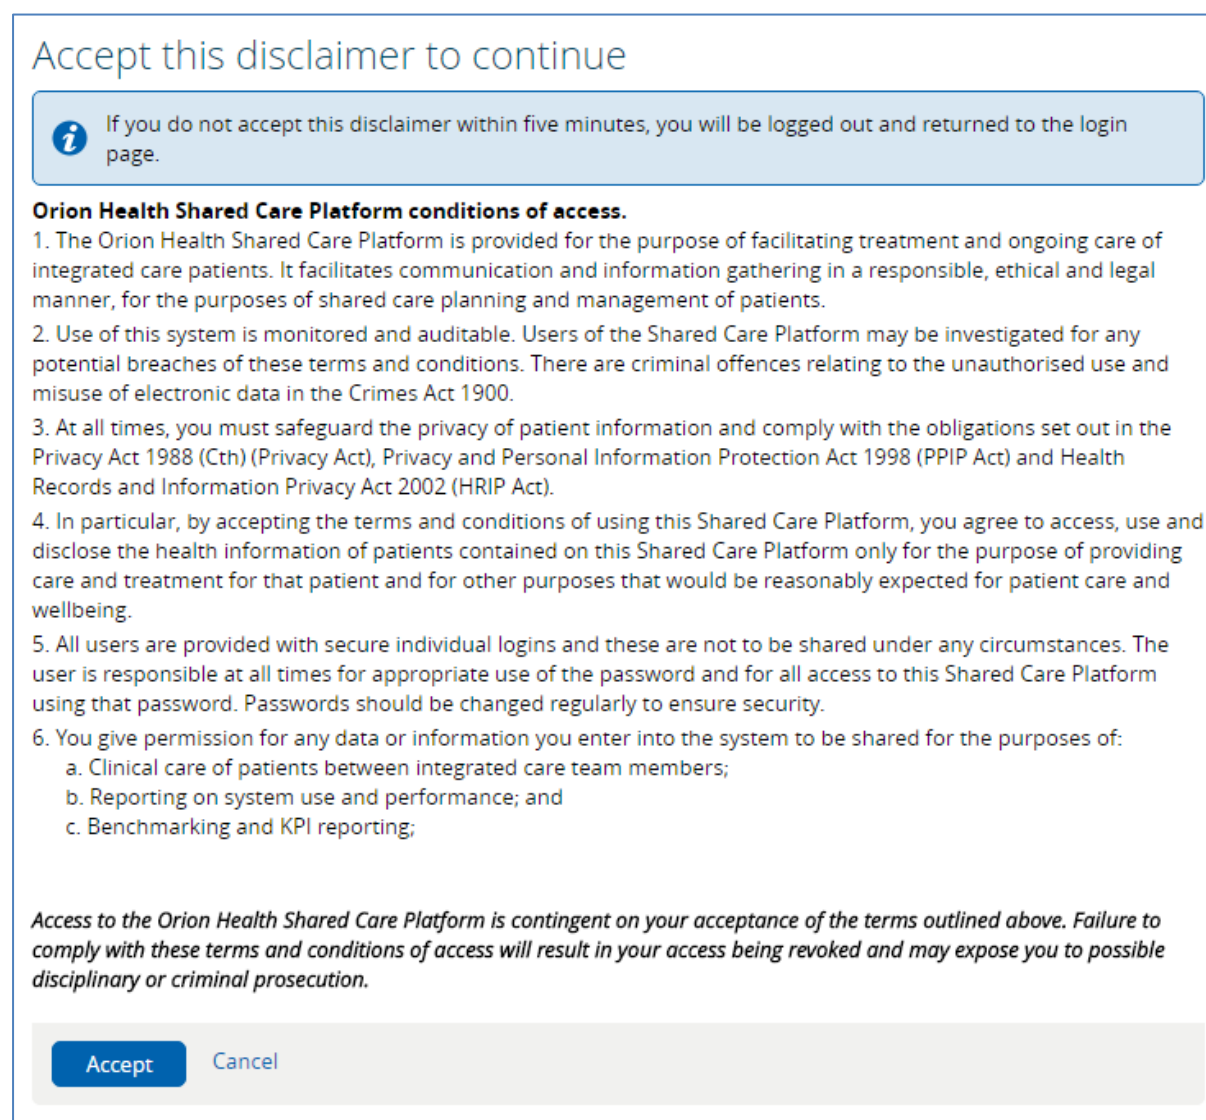 Accept this disclaimer to continue
If you do not accept this disclaimer within five minutes, you will be logged out and returned to the login
page.
Orion Health Shared Care Platform conditions of access.
1. The Orion Health Shared Care Platform is provided for the purpose of facilitating treatment and ongoing care of
integrated care patients. It facilitates communication and information gathering in a responsible, ethical and legal
manner, for the purposes of shared care planning and management of patients.
2. Use of this system is monitored and auditable. Users of the Shared Care Platform may be investigated for any
potential breaches of these terms and conditions. There are criminal offences relating to the unauthorised use and
misuse of electronic data in the Crimes Act 1900.
3. At all times, you must safeguard the privacy of patient information and comply with the obligations set out in the
Privacy Act 1988 (Cth) (Privacy Act), Privacy and Personal Information Protection Act 1998 (PPIP Act) and Health
Records and Information Privacy Act 2002 (HRIP Act).
4. In particular, by accepting the terms and conditions of using this Shared Care Platform, you agree to access, use and
disclose the health information of patients contained on this Shared Care Platform only for the purpose of providing
care and treatment for that patient and for other purposes that would be reasonably expected for patient care and
wellbeing.
5. All users are provided with secure individual logins and these are not to be shared under any circumstances. The
user is responsible at all times for appropriate use of the password and for all access to this Shared Care Platform
using that password. Passwords should be changed regularly to ensure security.
6. You give permission for any data or information you enter into the system to be shared for the purposes of:
a. Clinical care of patients between integrated care team members;
b. Reporting on system use and performance; and
c. Benchmarking and KPI reporting;
Access to the Orion Health Shared Care Platform is contingent on your acceptance of the terms outlined above. Failure to
comply with these terms and conditions of access will result in your access being revoked and may expose you to possible
disciplinary or criminal prosecution.
Accept Cancel